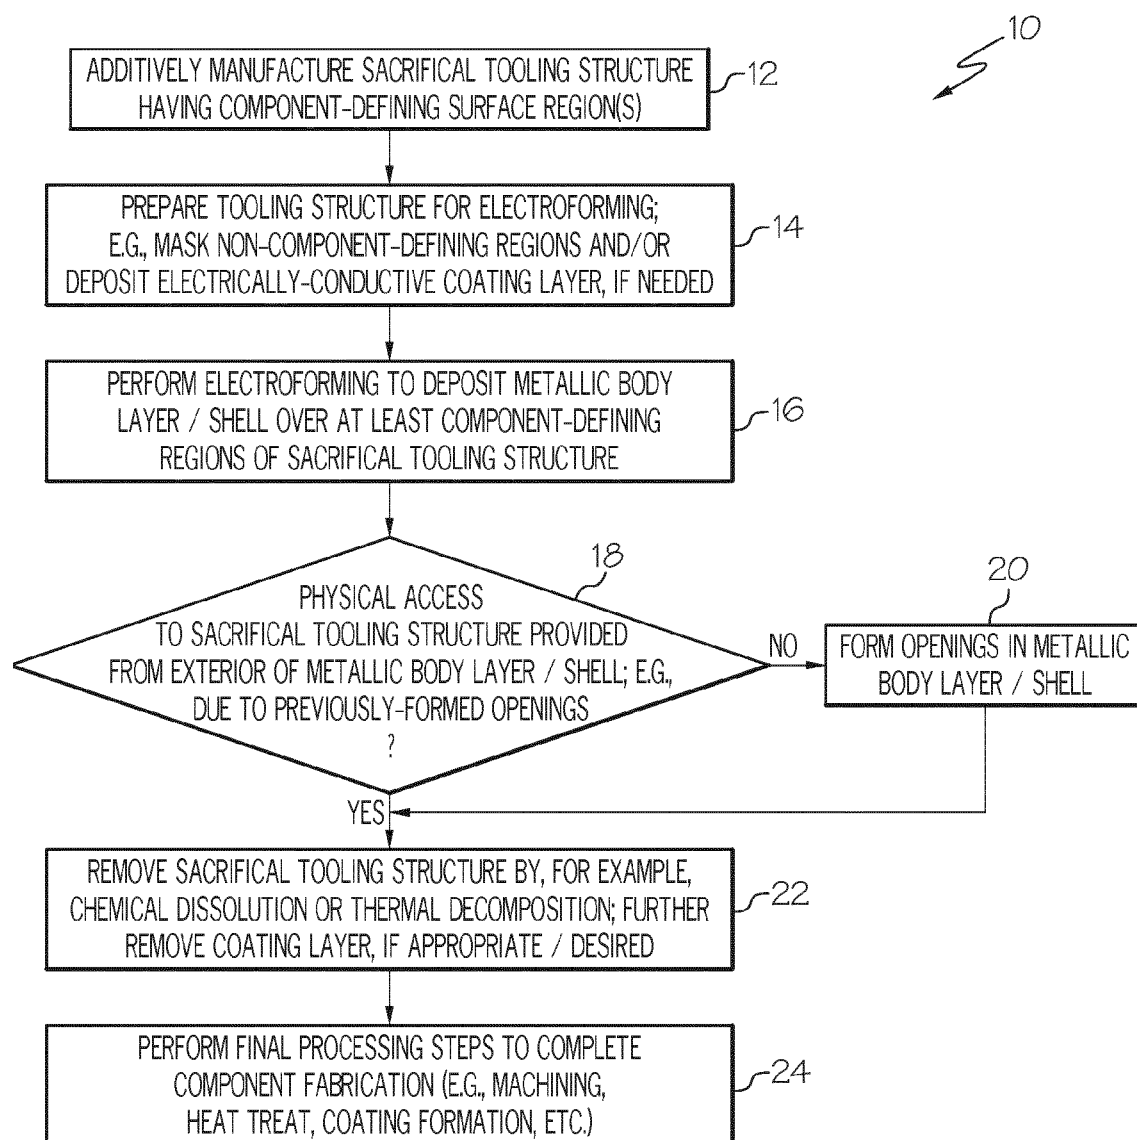 10
ADDITIVELY MANUFACTURE SACRIFICAL TOOLING STRUCTURE
HAVING COMPONENT-DEFINING SURFACE REGION(S)
12
PREPARE TOOLING STRUCTURE FOR ELECTROFORMING;
E.G., MASK NON-COMPONENT-DEFINING REGIONS AND/OR
DEPOSIT ELECTRICALLY-CONDUCTIVE COATING LAYER, IF NEEDED
14
PERFORM ELECTROFORMING TO DEPOSIT METALLIC BODY
LAYER / SHELL OVER AT LEAST COMPONENT-DEFINING
REGIONS OF SACRIFICAL TOOLING STRUCTURE
16
18
PHYSICAL ACCESS
TO SACRIFICAL TOOLING STRUCTURE PROVIDED
FROM EXTERIOR OF METALLIC BODY LAYER / SHELL; E.G.,
DUE TO PREVIOUSLY-FORMED OPENINGS
?
NO
20
FORM OPENINGS IN METALLIC
BODY LAYER / SHELL
YES
REMOVE SACRIFICAL TOOLING STRUCTURE BY, FOR EXAMPLE,
CHEMICAL DISSOLUTION OR THERMAL DECOMPOSITION; FURTHER
REMOVE COATING LAYER, IF APPROPRIATE / DESIRED
22
PERFORM FINAL PROCESSING STEPS TO COMPLETE
COMPONENT FABRICATION (E.G., MACHINING,
HEAT TREAT, COATING FORMATION, ETC.)
24